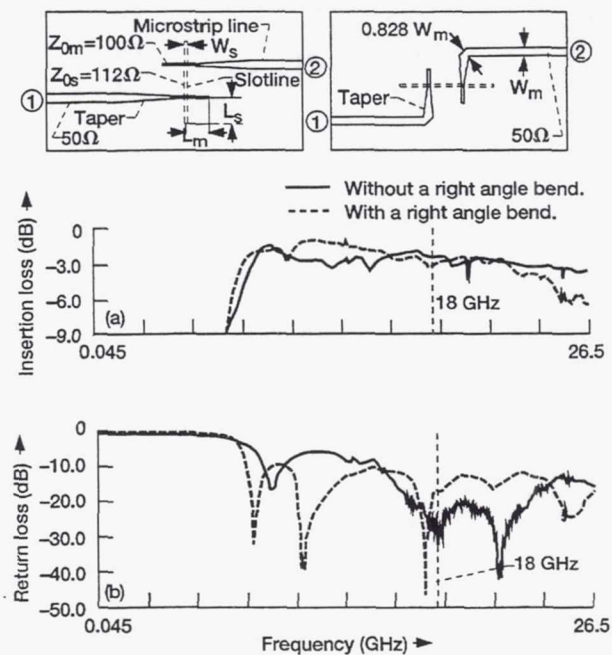 Microstrip line
Z0m=100Ω
Ws
Z0s=112Ω
Slotline
②
①
Taper
50Ω
Ls
Lm
0.828 Wm
②
Taper
Wm
①
50Ω
Without a right angle bend.
With a right angle bend.
Insertion loss (dB)
0
−3.0
−6.0
−9.0
(a)
18 GHz
0.045
26.5
Return loss (dB)
0
−10.0
−20.0
−30.0
−40.0
−50.0
(b)
18 GHz
0.045
26.5
Frequency (GHz)